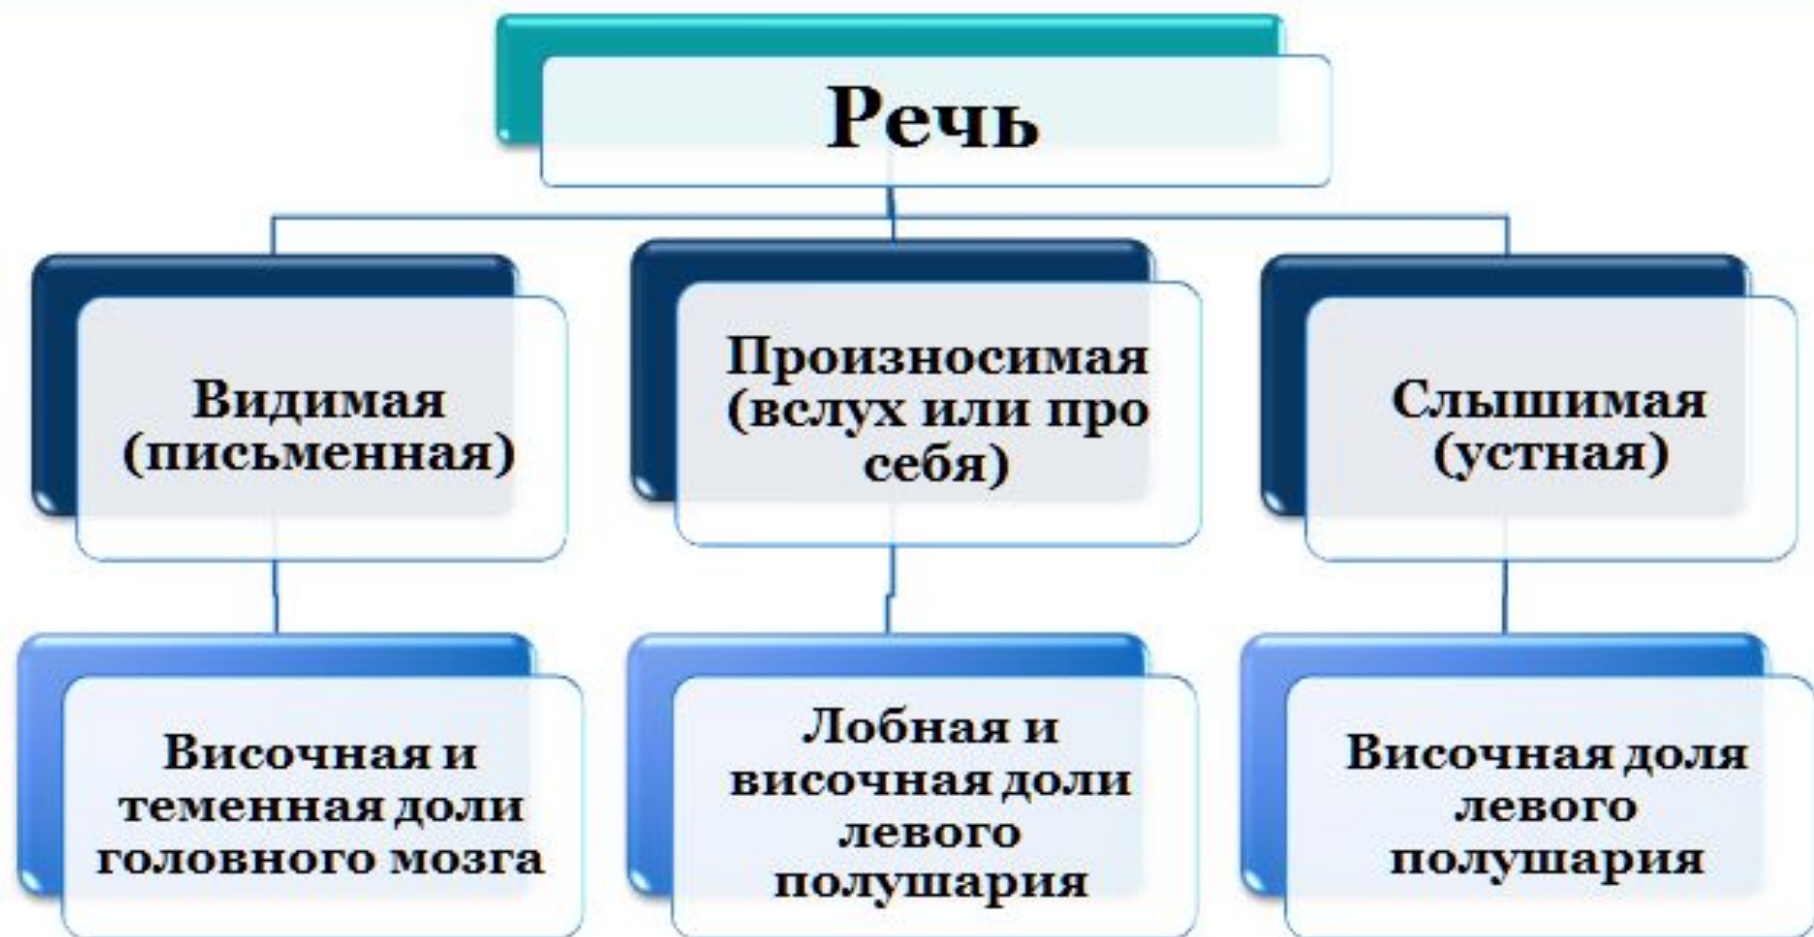 Речь
Видимая
(письменная)
Произносимая
(вслух или про
себя)
Слышимая
(устная)
Височная и
теменная доли
головного мозга
Лобная и
височная доли
левого
полушария
Височная доля
левого
полушария